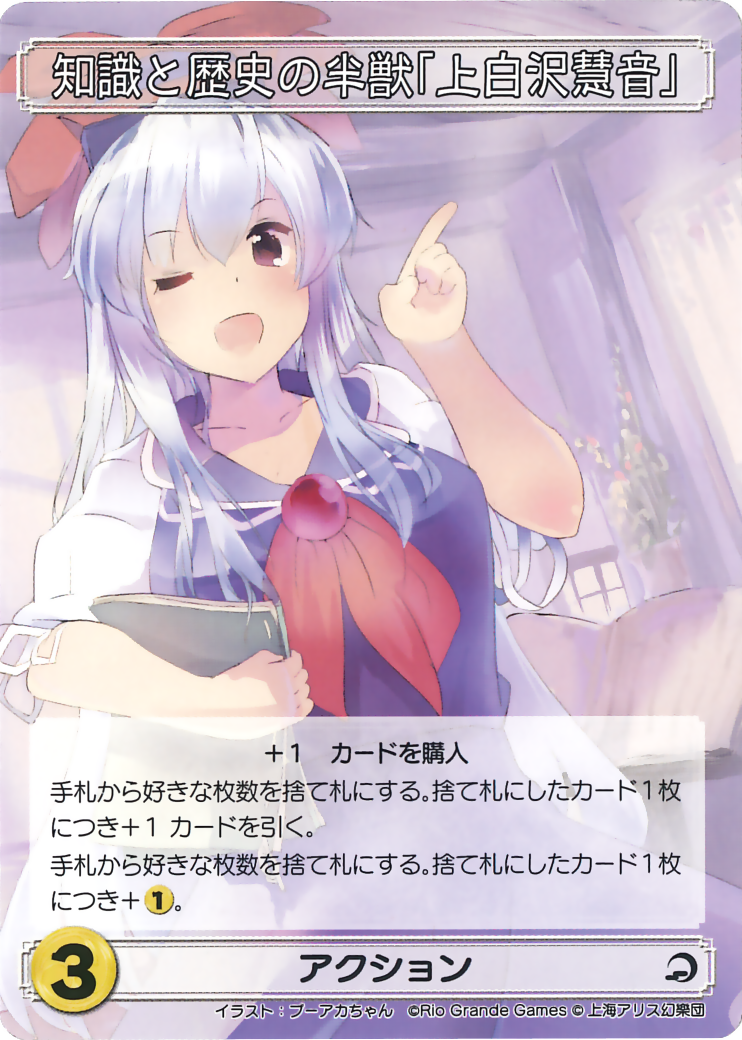 知識と歴史の半獣「上白沢慧音」
+1　カードを購入
手札から好きな枚数を捨て札にする。捨て札にしたカード1枚
につき+1 カードを引く。
手札から好きな枚数を捨て札にする。捨て札にしたカード1枚
につき+1。
3 アクション
イラスト：ブーアカちゃん ©Rio Grande Games ©上海アリス幻樂団